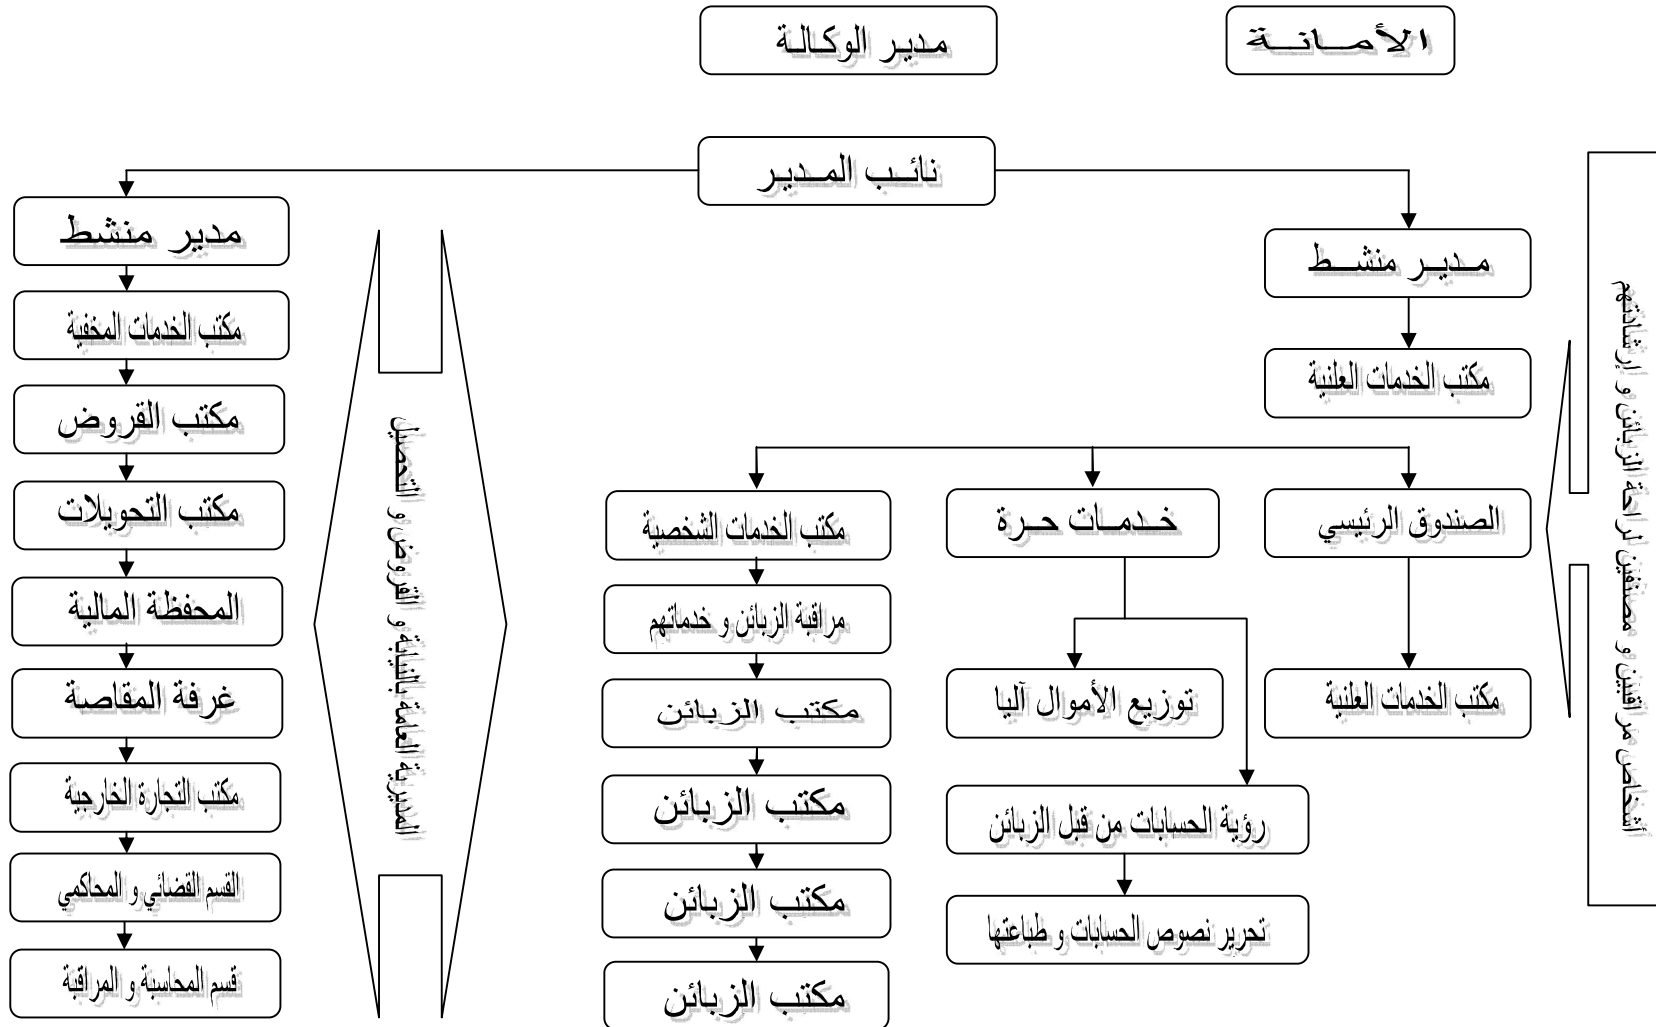 الأمانة
مدير الوكالة
نائب المدير
مدير منشط
مكتب الخدمات العلنية
الصندوق الرئيسي
مكتب الخدمات العلنية
خدمات حرة
توزيع الأموال آليا
رؤية الحسابات من قبل الزبائن
تحرير نصوص الحسابات و طباعتها
مكتب الخدمات الشخصية
مراقبة الزبائن و خدماتهم
مكتب الزبائن
مكتب الزبائن
مكتب الزبائن
مكتب الزبائن
مدير منشط
مكتب الخدمات المخفية
مكتب القروض
مكتب التحويلات
المحفظة المالية
غرفة المقاصة
مكتب التجارة الخارجية
القسم القضائي و المحاكمي
قسم المحاسبة و المراقبة
أشخاص مراقبين و مصنفين لراحة الزبائن و إرشادتهم
المديرية العامة بالنيابة و القروض و التحصيل